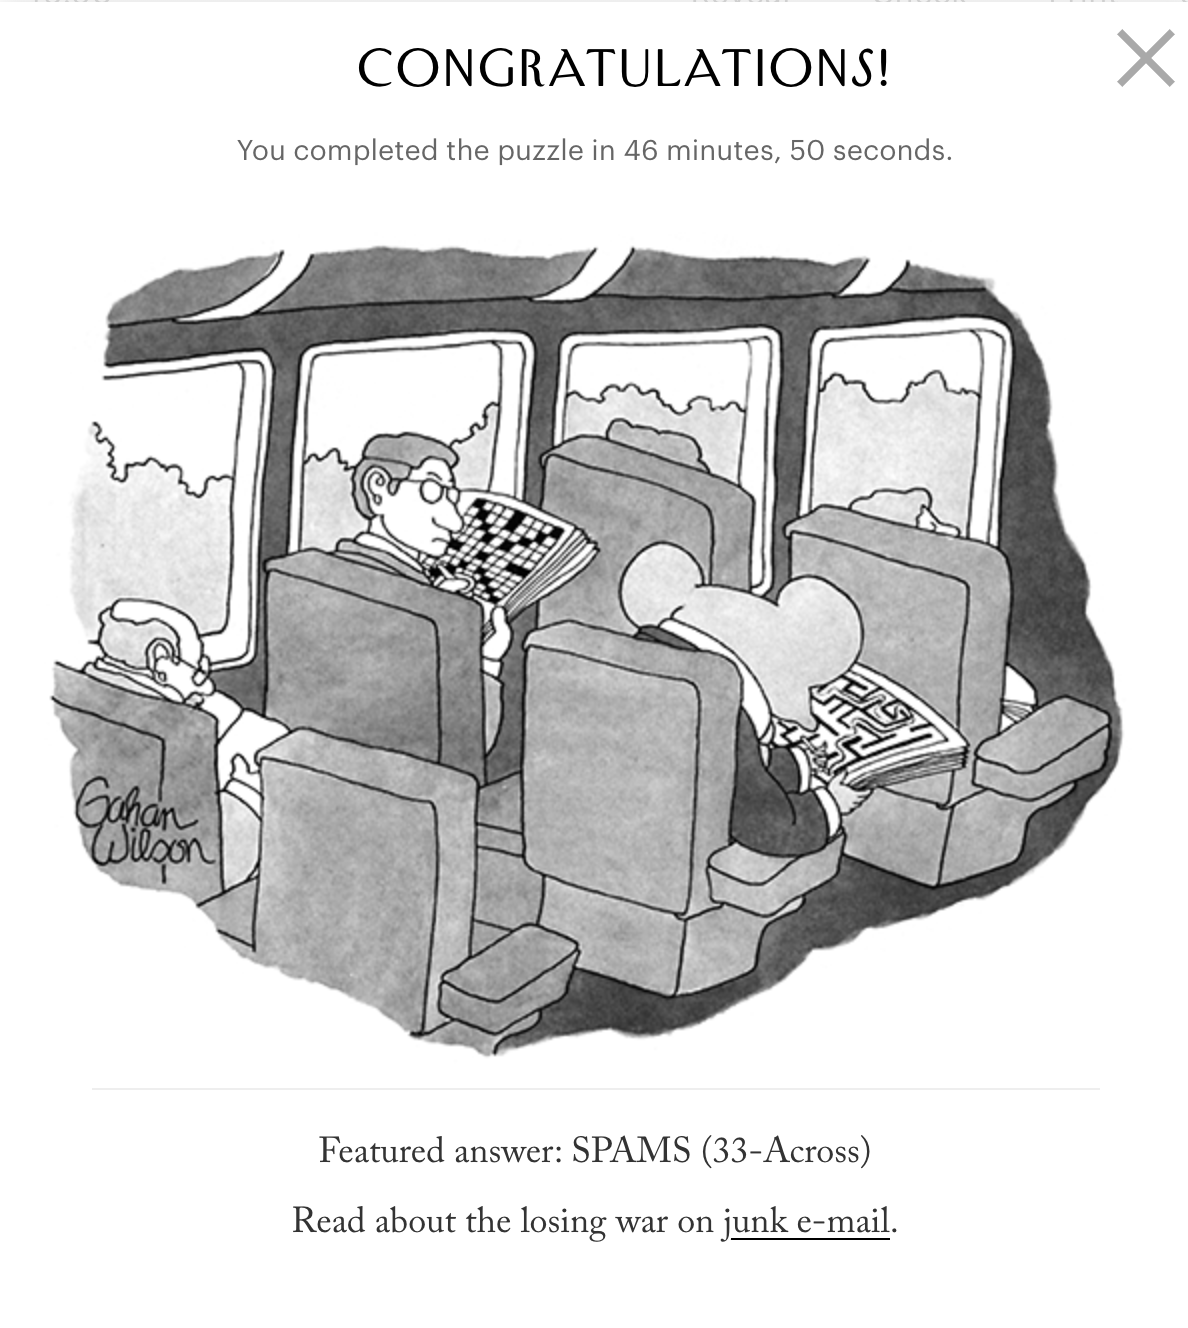 CONGRATULATIONS!
You completed the puzzle in 46 minutes, 50 seconds.
Gahan
Wilson
Featured answer: SPAMS (33-Across)
Read about the losing war on junk e-mail.